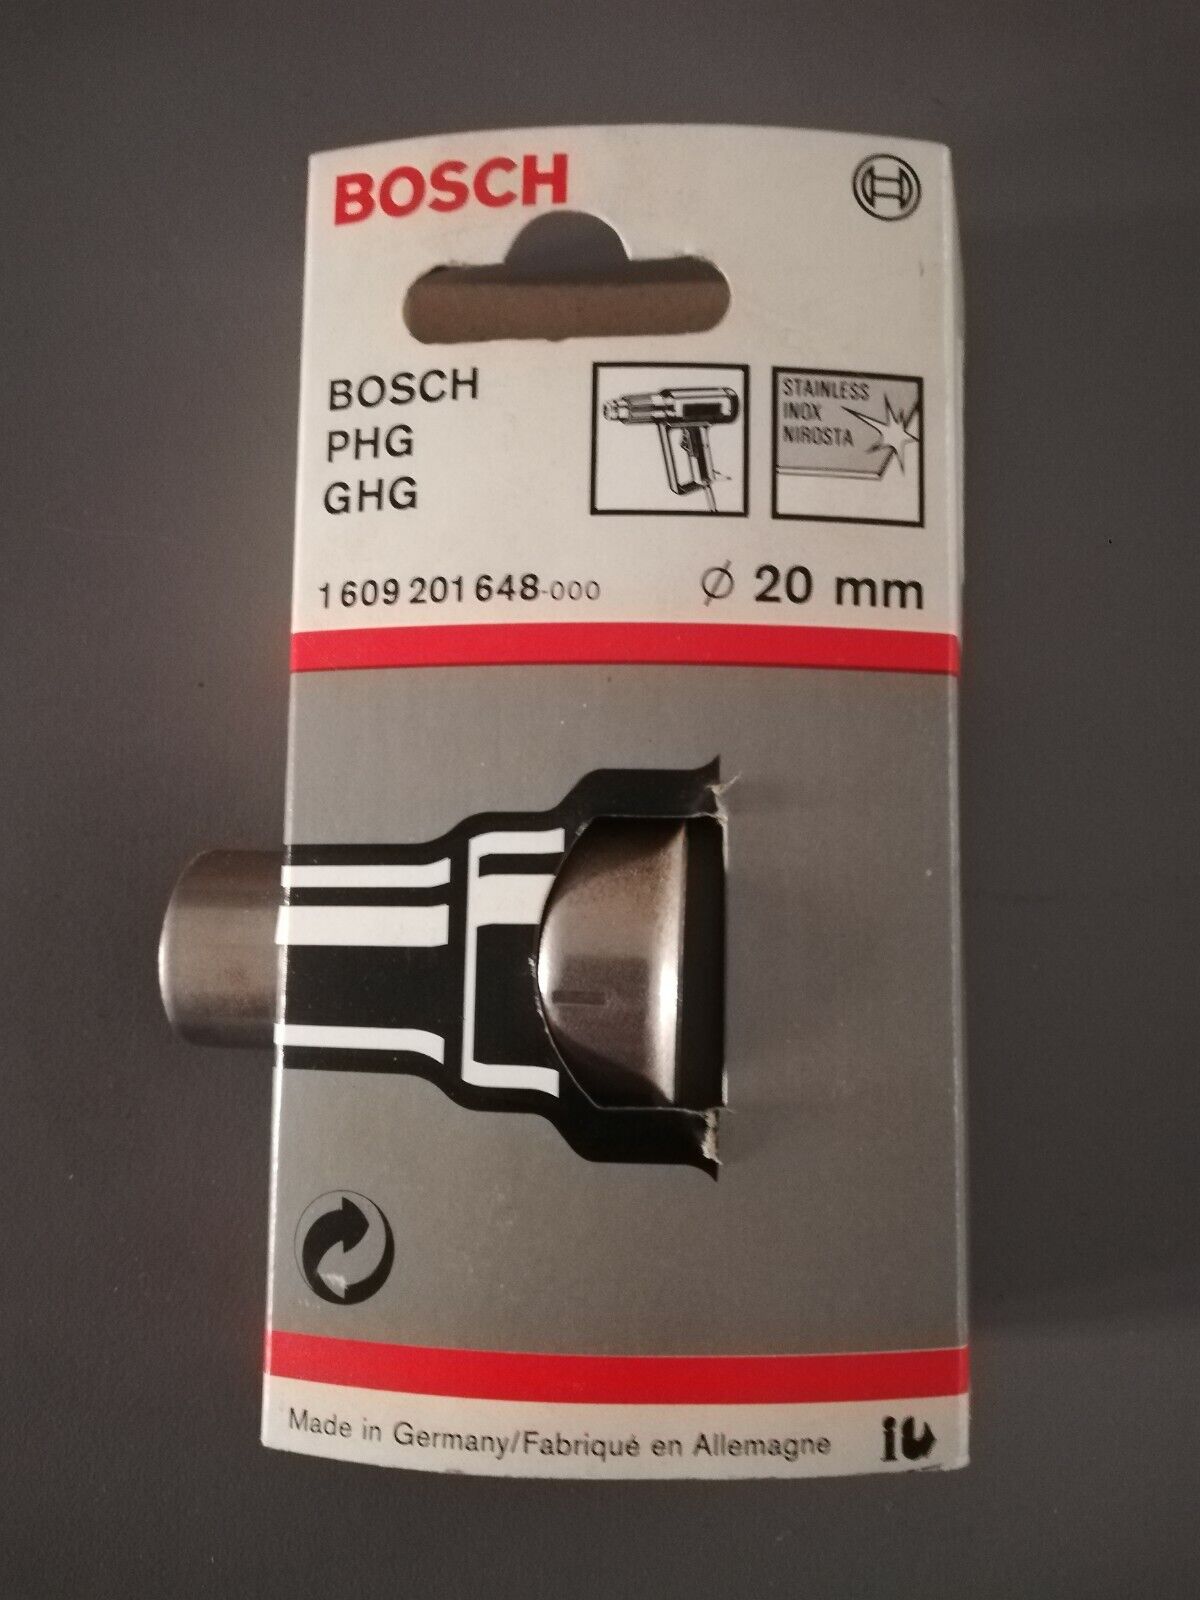 BOSCH
BOSCH
PHG
GHG
STAINLESS
INOX
NIROSTA
1 609 201 648-000
Ø 20 mm
Made in Germany/Fabriqué en Allemagne